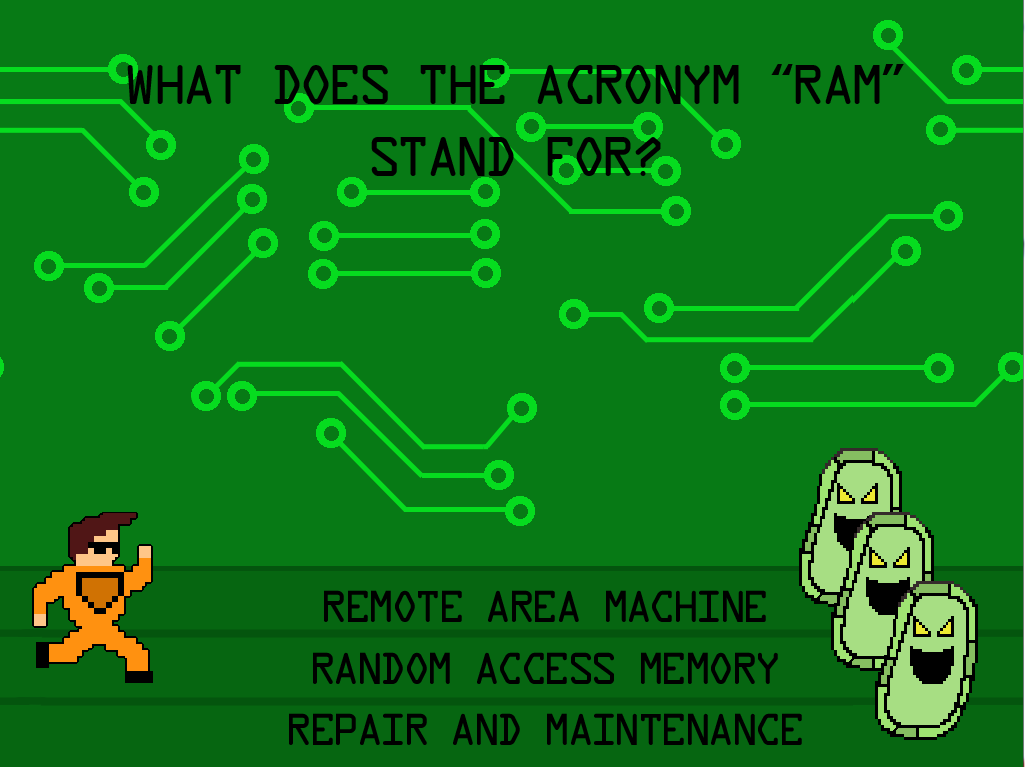 WHAT DOES THE ACRONYM “RAM”
STAND FOR?
REMOTE AREA MACHINE
RANDOM ACCESS MEMORY
REPAIR AND MAINTENANCE